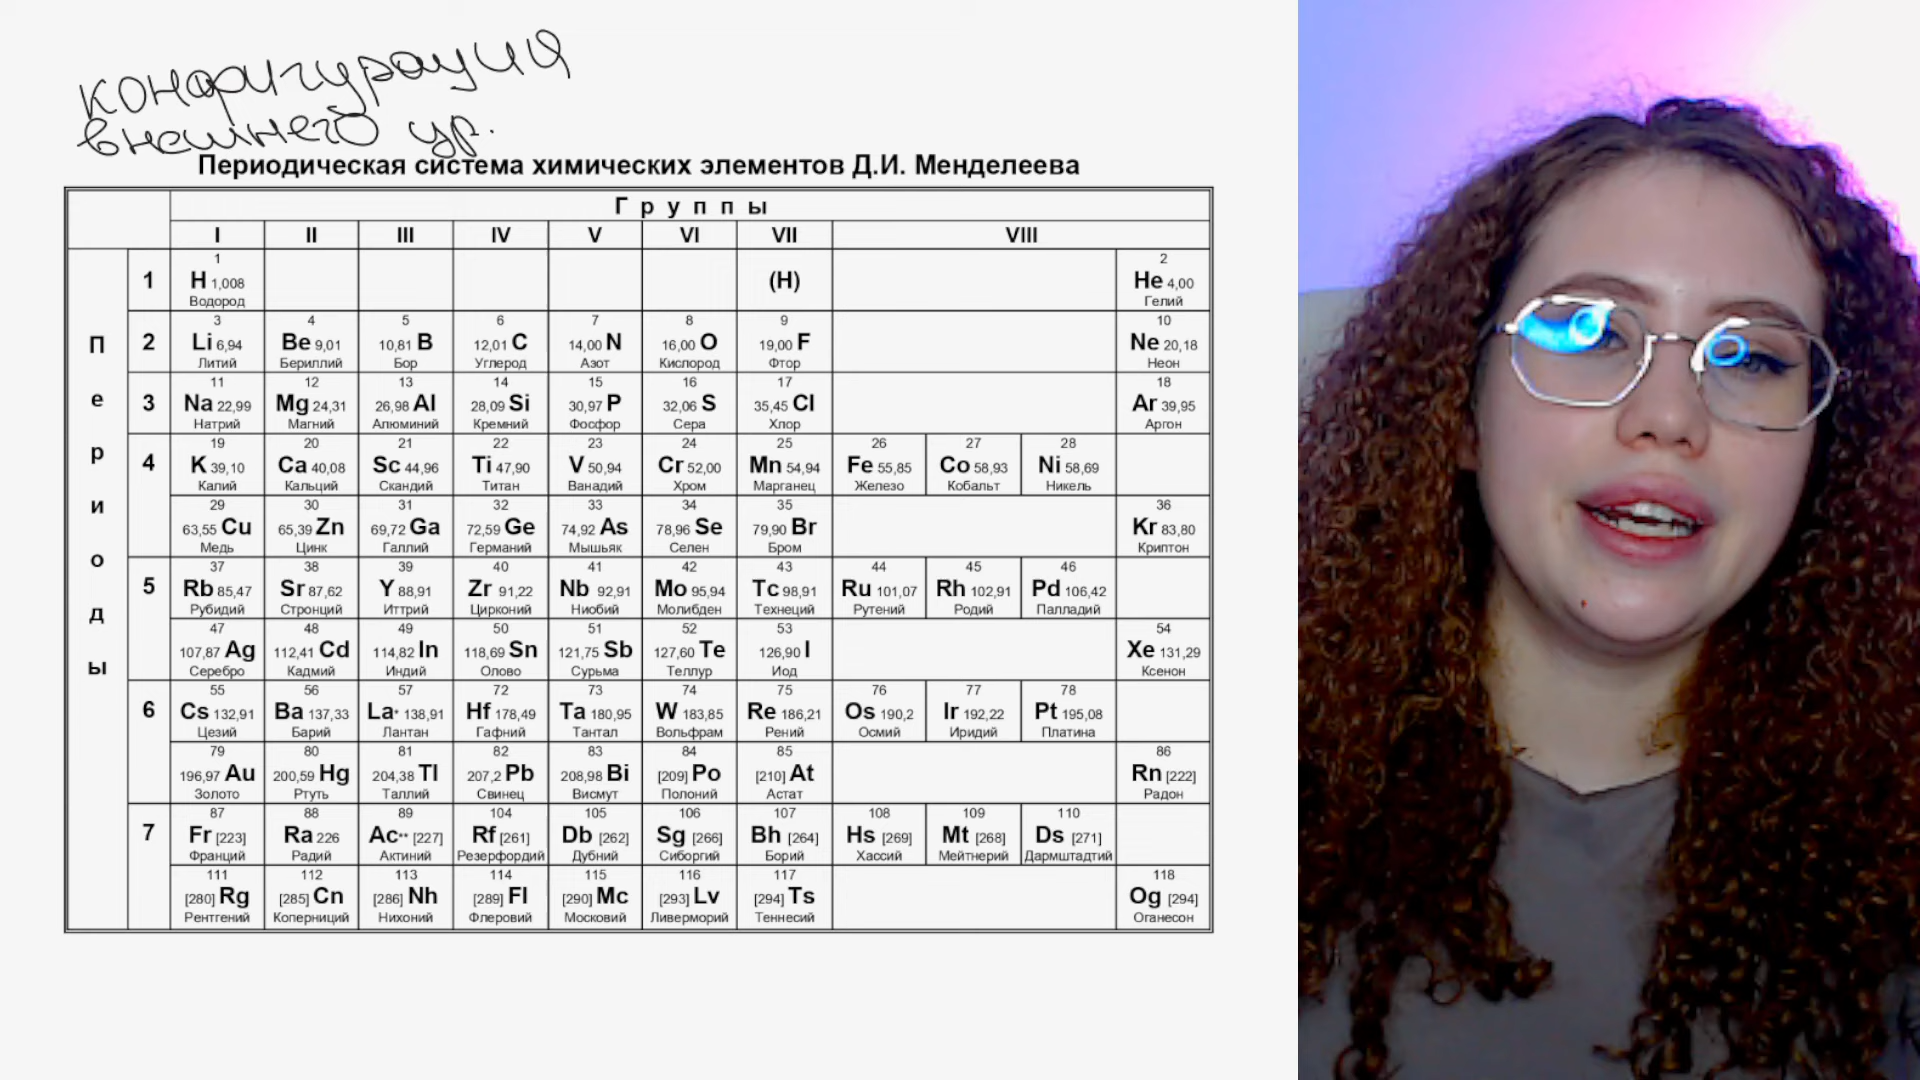 конфигурация
внешнего ур.
Периодическая система химических элементов Д.И. Менделеева
Группы
I II III IV V VI VII VIII
Периоды
1
1 2
H 1,008 (H) He 4,00
Водород Гелий
2
3 4 5 6 7 8 9 10
Li 6,94 Be 9,01 10,81 B 12,01 C 14,00 N 16,00 O 19,00 F Ne 20,18
Литий Бериллий Бор Углерод Азот Кислород Фтор Неон
3
11 12 13 14 15 16 17 18
Na 22,99 Mg 24,31 26,98 Al 28,09 Si 30,97 P 32,06 S 35,45 Cl Ar 39,95
Натрий Магний Алюминий Кремний Фосфор Сера Хлор Аргон
4
19 20 21 22 23 24 25 26 27 28
K 39,10 Ca 40,08 Sc 44,96 Ti 47,90 V 50,94 Cr 52,00 Mn 54,94 Fe 55,85 Co 58,93 Ni 58,69
Калий Кальций Скандий Титан Ванадий Хром Марганец Железо Кобальт Никель
29 30 31 32 33 34 35 36
63,55 Cu 65,39 Zn 69,72 Ga 72,59 Ge 74,92 As 78,96 Se 79,90 Br Kr 83,80
Медь Цинк Галлий Германий Мышьяк Селен Бром Криптон
5
37 38 39 40 41 42 43 44 45 46
Rb 85,47 Sr 87,62 Y 88,91 Zr 91,22 Nb 92,91 Mo 95,94 Tc 98,91 Ru 101,07 Rh 102,91 Pd 106,42
Рубидий Стронций Иттрий Цирконий Ниобий Молибден Технеций Рутений Родий Палладий
47 48 49 50 51 52 53 54
107,87 Ag 112,41 Cd 114,82 In 118,69 Sn 121,75 Sb 127,60 Te 126,90 I Xe 131,29
Серебро Кадмий Индий Олово Сурьма Теллур Иод Ксенон
6
55 56 57 72 73 74 75 76 77 78
Cs 132,91 Ba 137,33 La* 138,91 Hf 178,49 Ta 180,95 W 183,85 Re 186,21 Os 190,2 Ir 192,22 Pt 195,08
Цезий Барий Лантан Гафний Тантал Вольфрам Рений Осмий Иридий Платина
79 80 81 82 83 84 85 86
196,97 Au 200,59 Hg 204,38 Tl 207,2 Pb 208,98 Bi [209] Po [210] At Rn [222]
Золото Ртуть Таллий Свинец Висмут Полоний Астат Радон
7
87 88 89 104 105 106 107 108 109 110
Fr [223] Ra 226 Ac** [227] Rf [261] Db [262] Sg [266] Bh [264] Hs [269] Mt [268] Ds [271]
Франций Радий Актиний Резерфордий Дубний Сиборгий Борий Хассий Мейтнерий Дармштадтий
111 112 113 114 115 116 117 118
[280] Rg [285] Cn [286] Nh [289] Fl [290] Mc [293] Lv [294] Ts Og [294]
Рентгений Коперниций Нихоний Флеровий Московий Ливерморий Теннесий Оганесон